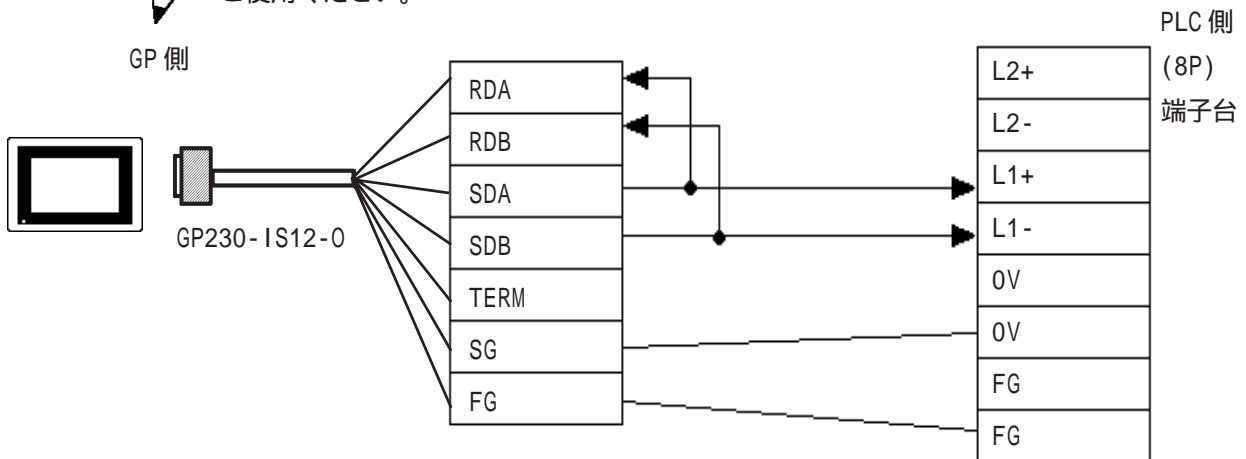 ご使用ください。
GP 側
GP230-IS12-O
RDA
RDB
SDA
SDB
TERM
SG
FG
PLC 側
(8P)
端子台
L2+
L2-
L1+
L1-
0V
0V
FG
FG